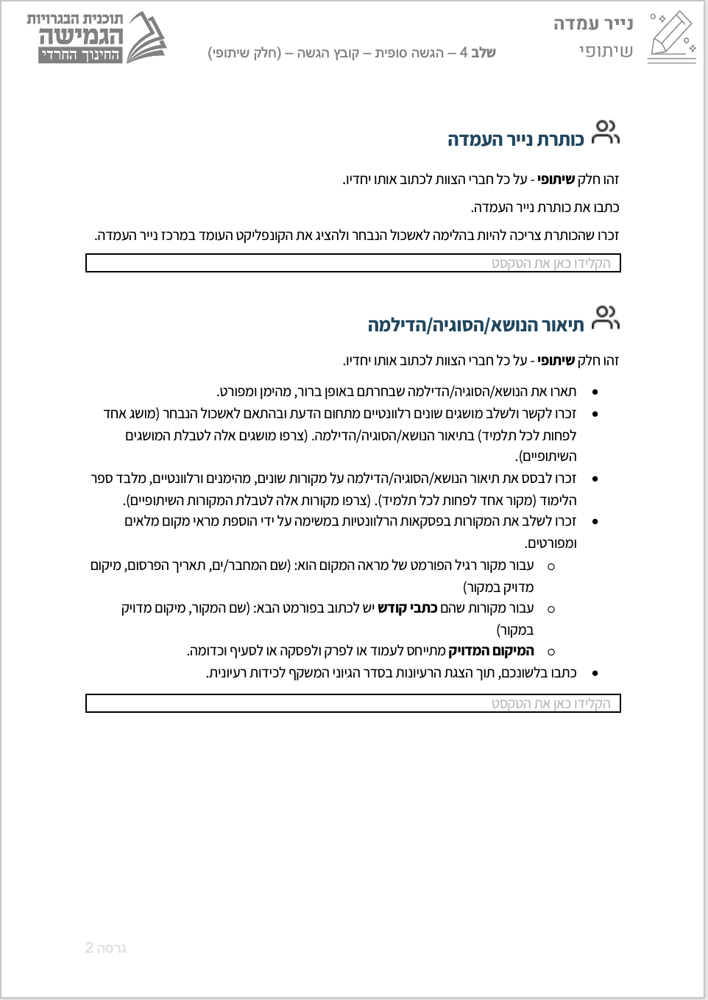 נייר עמדה
שיתופי
שלב 4 – הגשה סופית – קובץ הגשה – (חלק שיתופי)
תוכנית הבגרויות
הגמישה
החינוך החרדי
כותרת נייר העמדה
זהו חלק שיתופי - על כל חברי הצוות לכתוב אותו יחדיו.
כתבו את כותרת נייר העמדה.
זכרו שהכותרת צריכה להיות בהלימה לאשכול הנבחר ולהציג את הקונפליקט העומד במרכז נייר העמדה.
הקלידו כאן את הטקסט
תיאור הנושא/הסוגיה/הדילמה
זהו חלק שיתופי - על כל חברי הצוות לכתוב אותו יחדיו.
• תארו את הנושא/הסוגיה/הדילמה שבחרתם באופן ברור, מהימן ומפורט.
• זכרו לקשר ולשלב מושגים שונים רלוונטיים מתחום הדעת ובהתאם לאשכול הנבחר (מושג אחד
לפחות לכל תלמיד) בתיאור הנושא/הסוגיה/הדילמה. (צרפו מושגים אלה לטבלת המושגים
השיתופיים).
• זכרו לבסס את תיאור הנושא/הסוגיה/הדילמה על מקורות שונים, מהימנים ורלוונטיים, מלבד ספר
הלימוד (מקור אחד לפחות לכל תלמיד). (צרפו מקורות אלה לטבלת המקורות השיתופיים).
• זכרו לשלב את המקורות בפסקאות הרלוונטיות במשימה על ידי הוספת מראי מקום מלאים
ומפורטים.
○ עבור מקור רגיל הפורמט של מראה המקום הוא: (שם המחבר/ים, תאריך הפרסום, מיקום
מדויק במקור)
○ עבור מקורות שהם כתבי קודש יש לכתוב בפורמט הבא: (שם המקור, מיקום מדויק
במקור)
○ המיקום המדויק מתייחס לעמוד או לפרק ולפסקה או לסעיף וכדומה.
• כתבו בלשונכם, תוך הצגת הרעיונות בסדר הגיוני המשקף לכידות רעיונית.
הקלידו כאן את הטקסט
גרסה 2